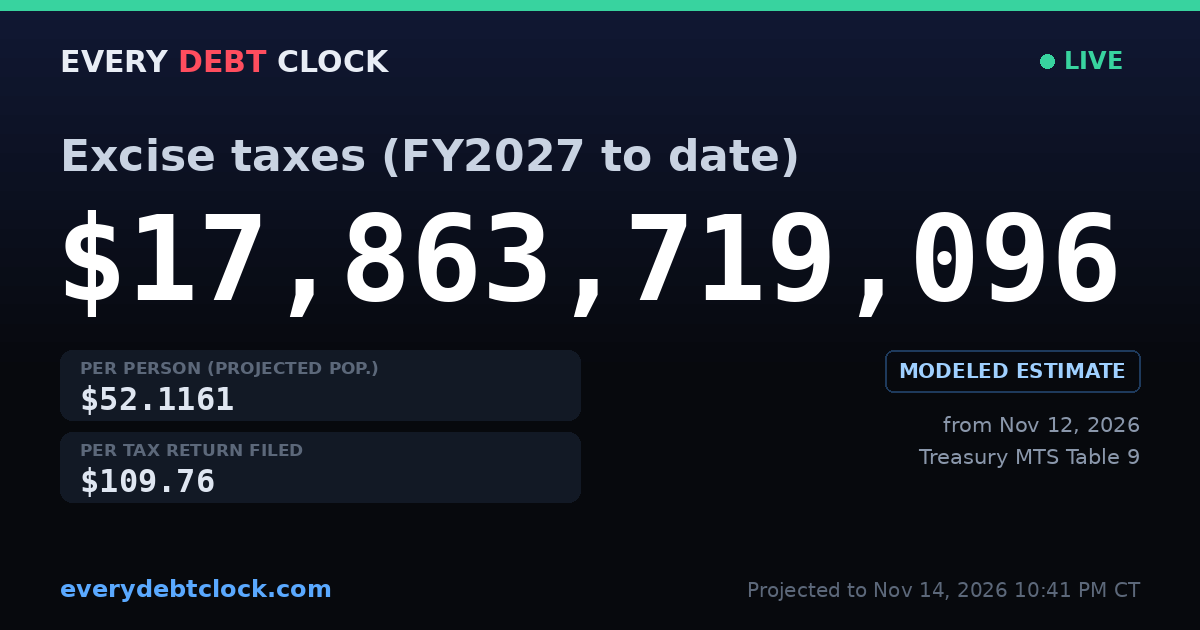 EVERY DEBT CLOCK
LIVE
Excise taxes (FY2027 to date)
$17,863,719,096
PER PERSON (PROJECTED POP.)
$52.1161
PER TAX RETURN FILED
$109.76
MODELED ESTIMATE
from Nov 12, 2026
Treasury MTS Table 9
everydebtclock.com
Projected to Nov 14, 2026 10:41 PM CT